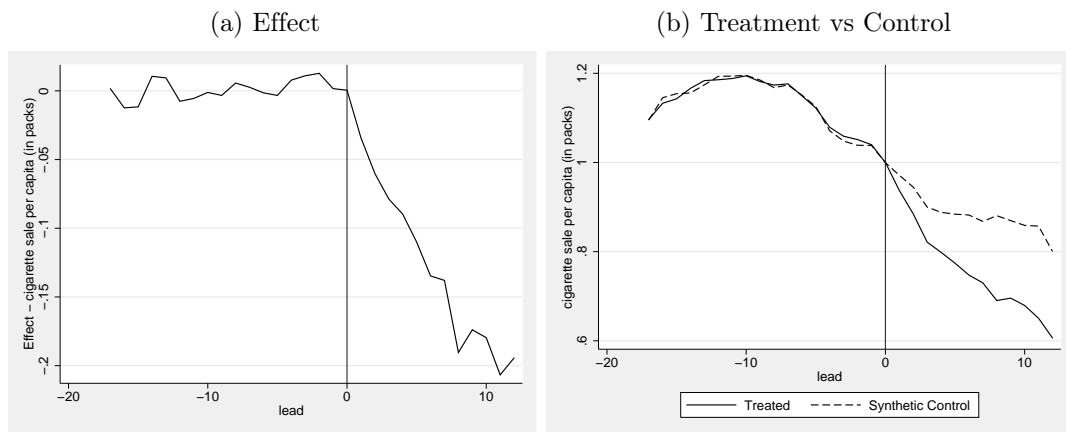 (a) Effect
Effect − cigarette sale per capita (in packs)
0
−.05
−.1
−.15
−.2
−20
−10
0
10
lead
(b) Treatment vs Control
cigarette sale per capita (in packs)
1.2
1
.8
.6
−20
−10
0
10
lead
Treated
Synthetic Control